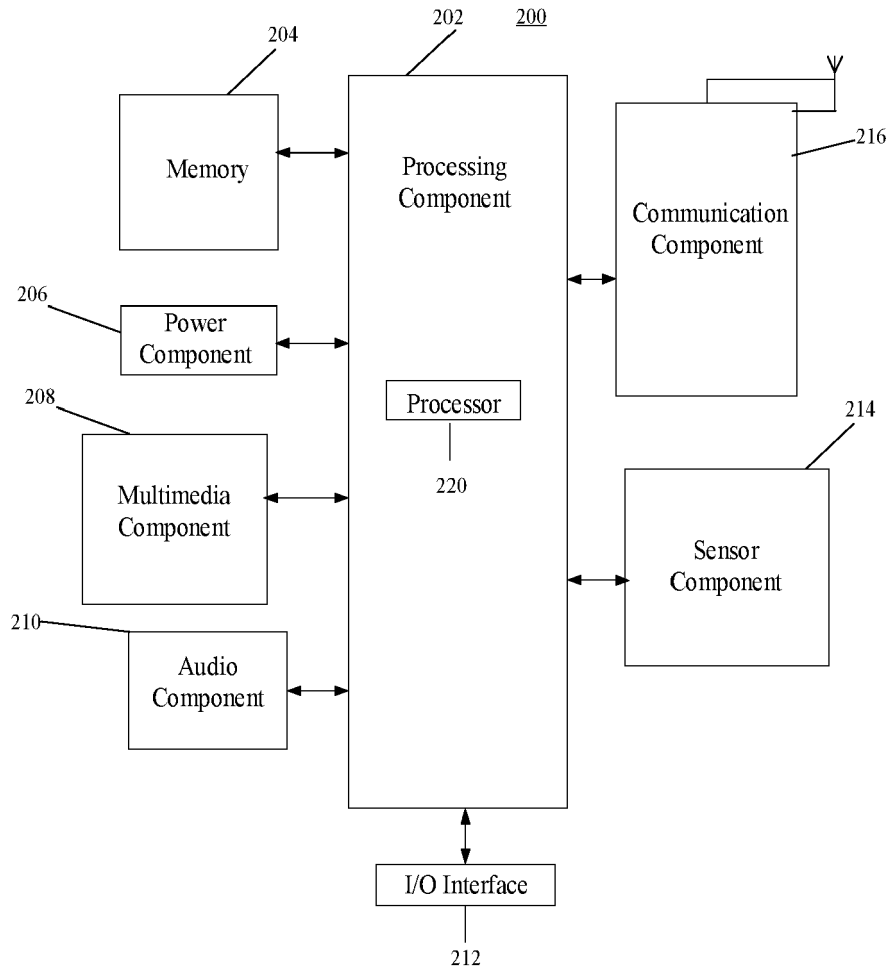 202
200
204
Memory
Processing
Component
216
Communication
Component
206
Power
Component
208
Processor
214
Multimedia
Component
220
Sensor
Component
210
Audio
Component
I/O Interface
212